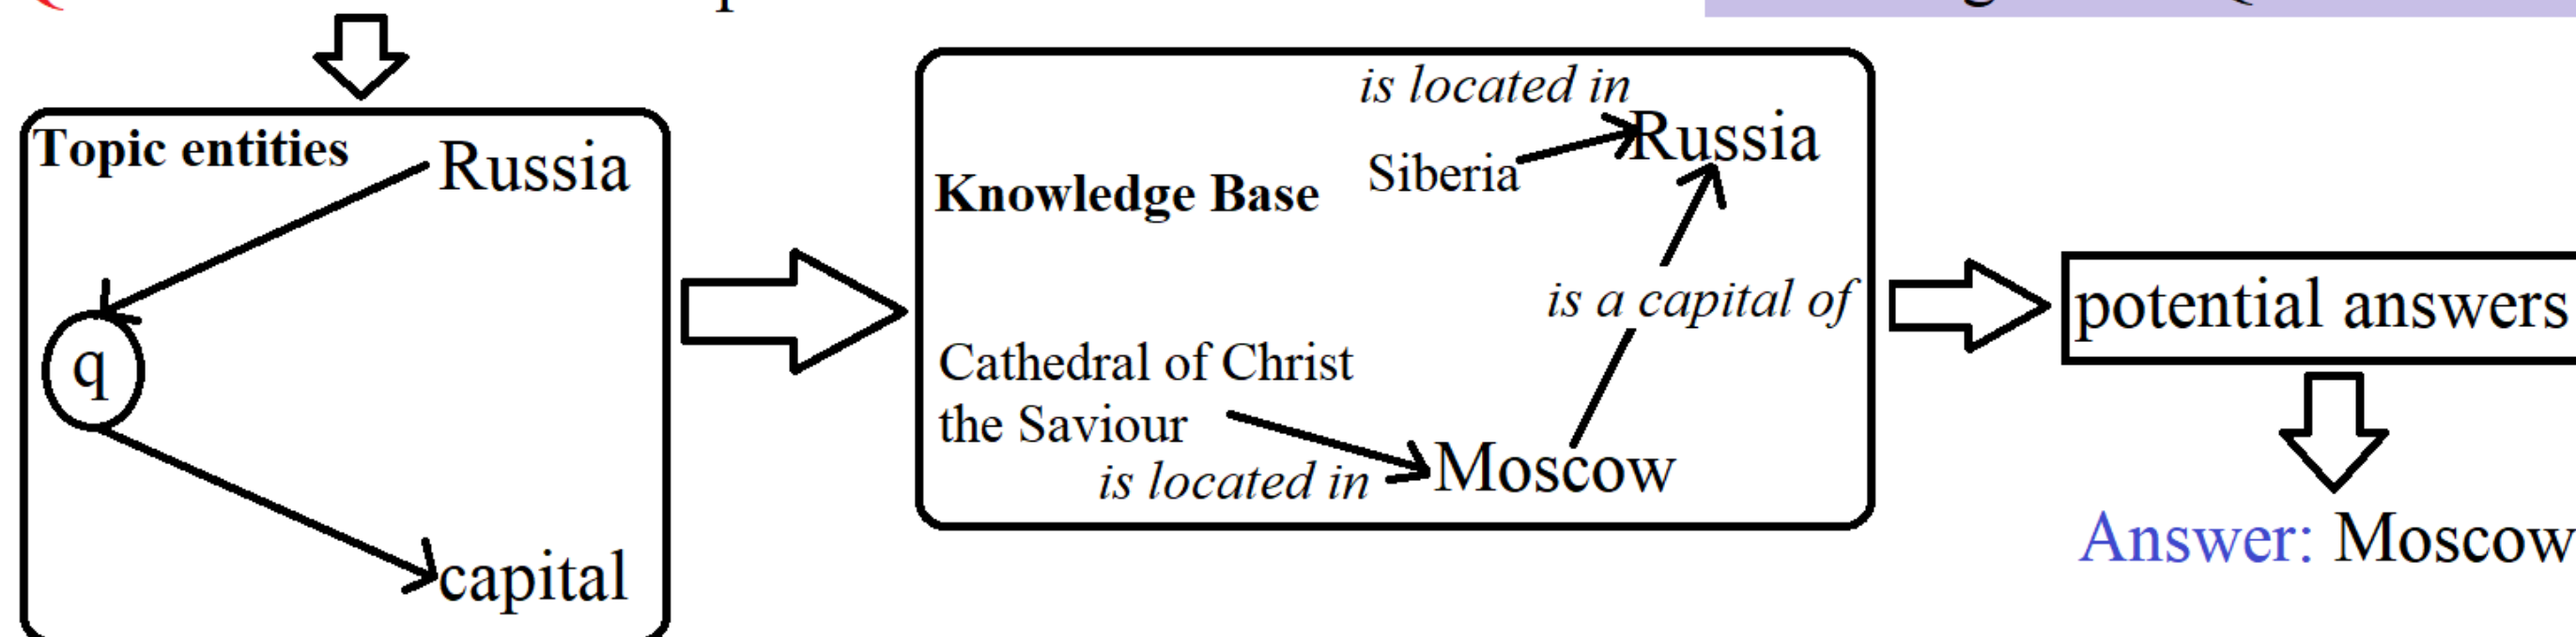 Topic entities
Russia
q
capital
Knowledge Base
is located in
Russia
Siberia
is a capital of
Cathedral of Christ
the Saviour
is located in
Moscow
potential answers
Answer: Moscow